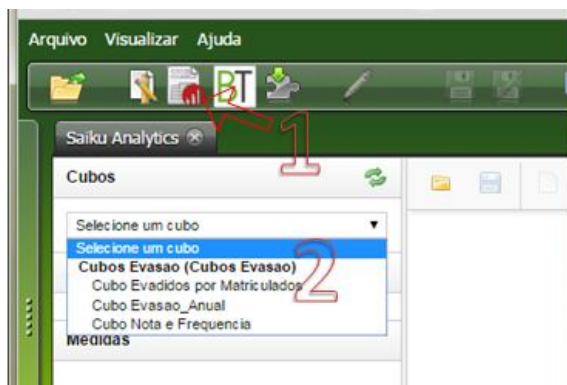 Arquivo Visualizar Ajuda
BT
1
Saiku Analytics
Cubos
Selecione um cubo
Selecione um cubo
Cubos Evasao (Cubos Evasao)
2
Cubo Evadidos por Matriculados
Cubo Evasao_Anual
Cubo Nota e Frequencia
Medidas